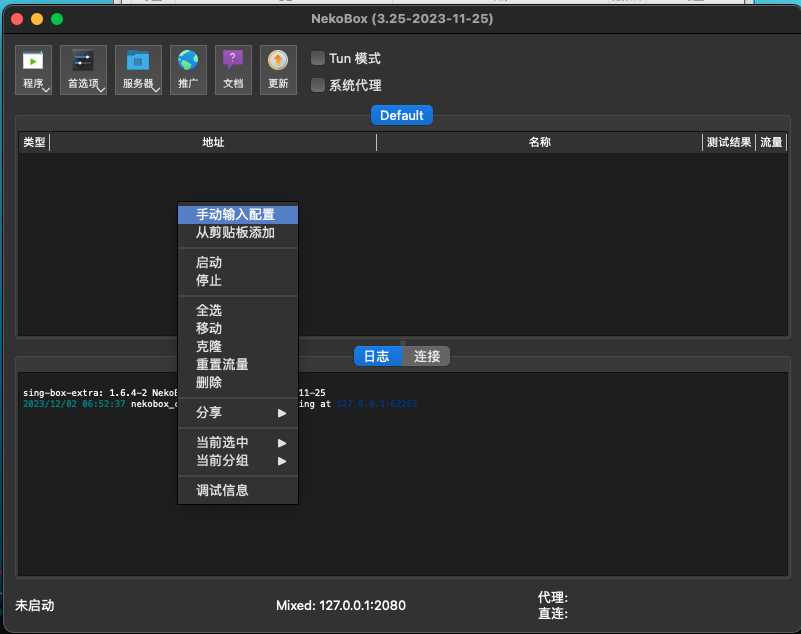 NekoBox (3.25-2023-11-25)
程序
首选项
服务器
推广
文档
更新
Tun 模式
系统代理
Default
类型 地址 名称 测试结果 流量
手动输入配置
从剪贴板添加
启动
停止
全选
移动
克隆
重置流量
删除
分享
当前选中
当前分组
调试信息
日志 连接
sing-box-extra: 1.6.4-2 NekoB 11-25
2023/12/02 06:52:37 nekobox_c ing at 127.0.0.1:62265
未启动
Mixed: 127.0.0.1:2080
代理:
直连: